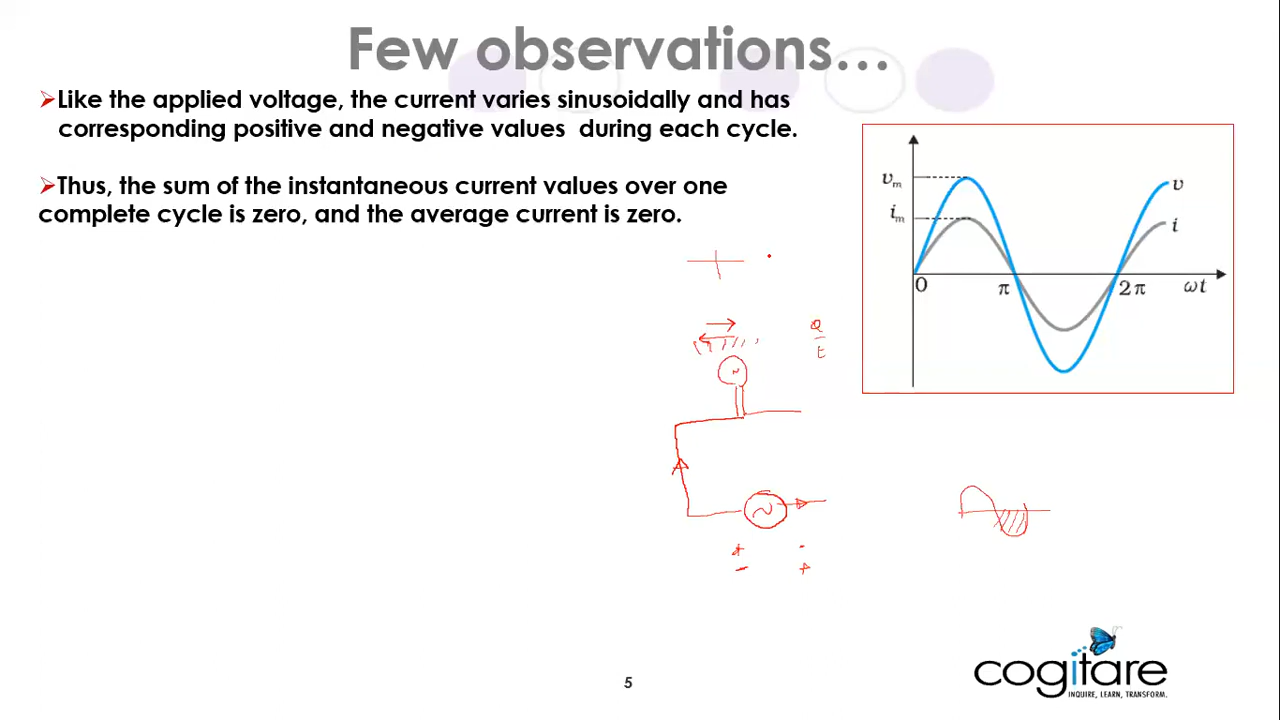 Few observations...
➢Like the applied voltage, the current varies sinusoidally and has
corresponding positive and negative values during each cycle.
➢Thus, the sum of the instantaneous current values over one
complete cycle is zero, and the average current is zero.
vm
im
v
i
0
π
2π
ωt
Q
t
~
~
+ -
- +
5
cogitare
INQUIRE, LEARN, TRANSFORM.